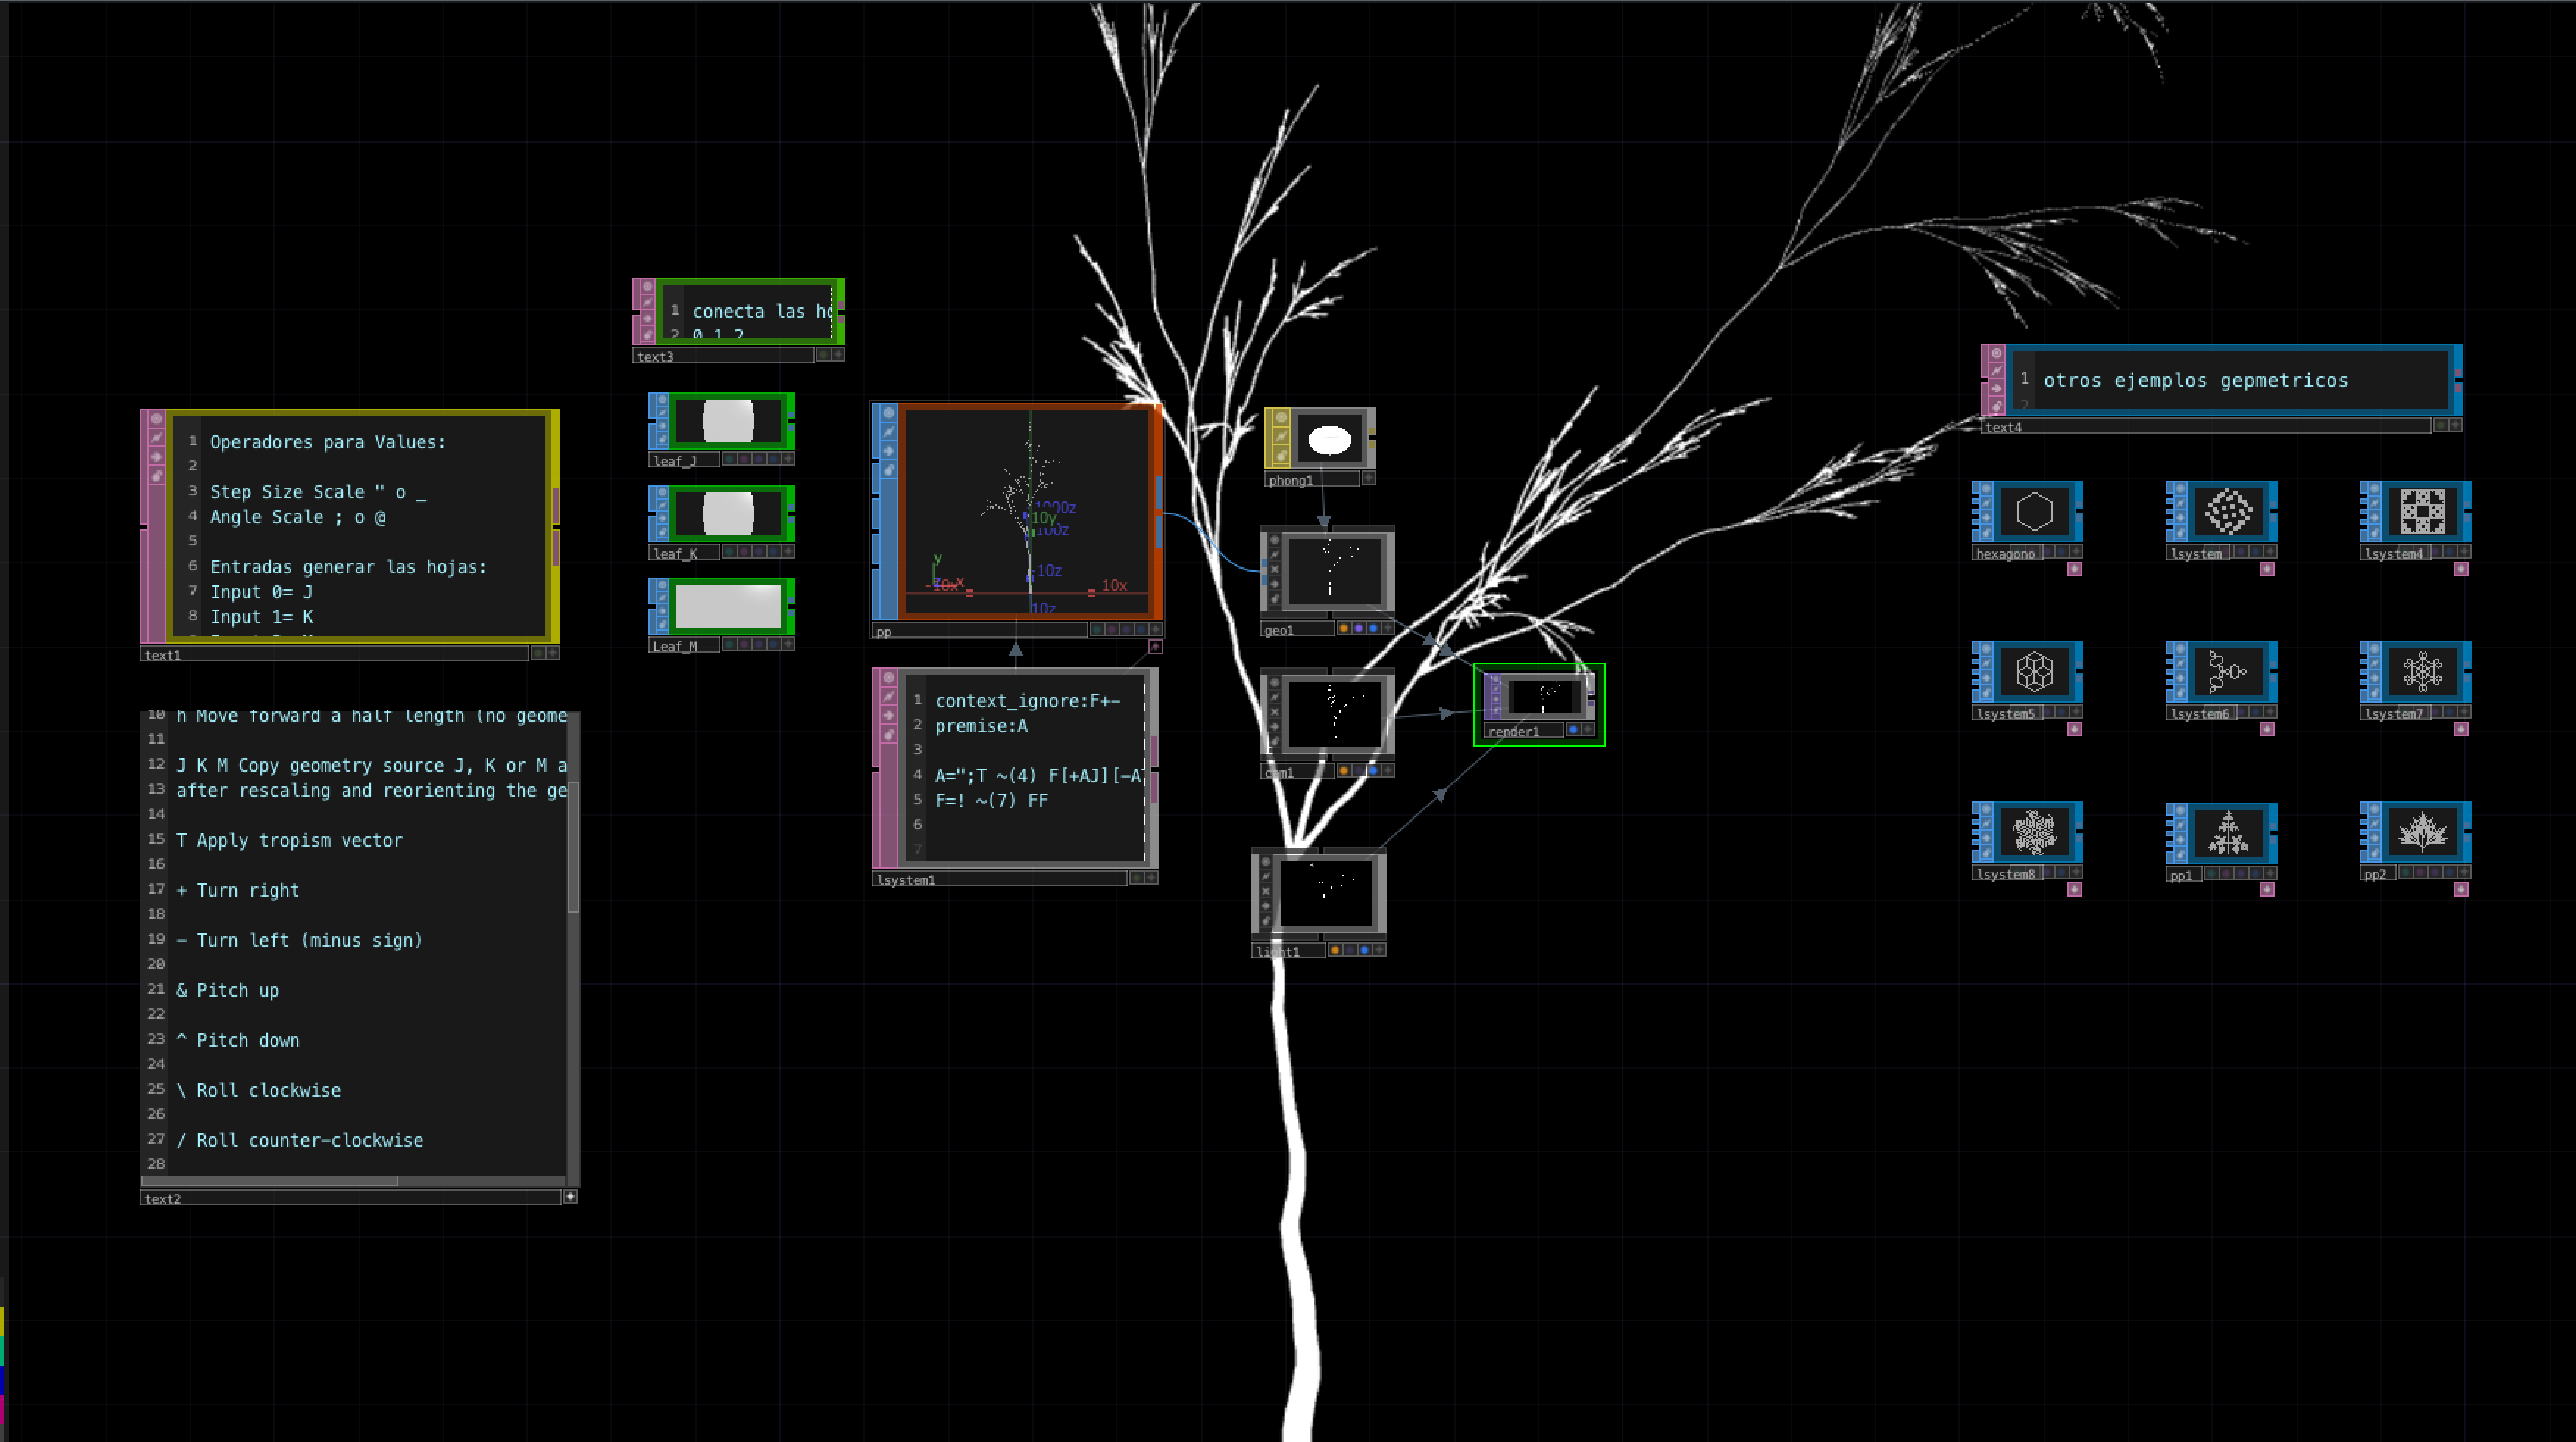 1 conecta las ho
2 0 1 2
text3
1 Operadores para Values:
2
3 Step Size Scale " o _
4 Angle Scale ; o @
5
6 Entradas generar las hojas:
7 Input 0= J
8 Input 1= K
text1
leaf_J
leaf_K
Leaf_M
1000z
10y
100z
10z
y
x
-10x
10x
10z
pp
1 context_ignore:F+-
2 premise:A
3
4 A=";T ~(4) F[+AJ][-A
5 F=! ~(7) FF
6
7
lsystem1
10 h Move forward a half length (no geome
11
12 J K M Copy geometry source J, K or M a
13 after rescaling and reorienting the ge
14
15 T Apply tropism vector
16
17 + Turn right
18
19 - Turn left (minus sign)
20
21 & Pitch up
22
23 ^ Pitch down
24
25 \ Roll clockwise
26
27 / Roll counter-clockwise
28
text2
phong1
geo1
cam1
light1
render1
1 otros ejemplos gepmetricos
2
text4
hexagono
lsystem
lsystem4
lsystem5
lsystem6
lsystem7
lsystem8
pp1
pp2